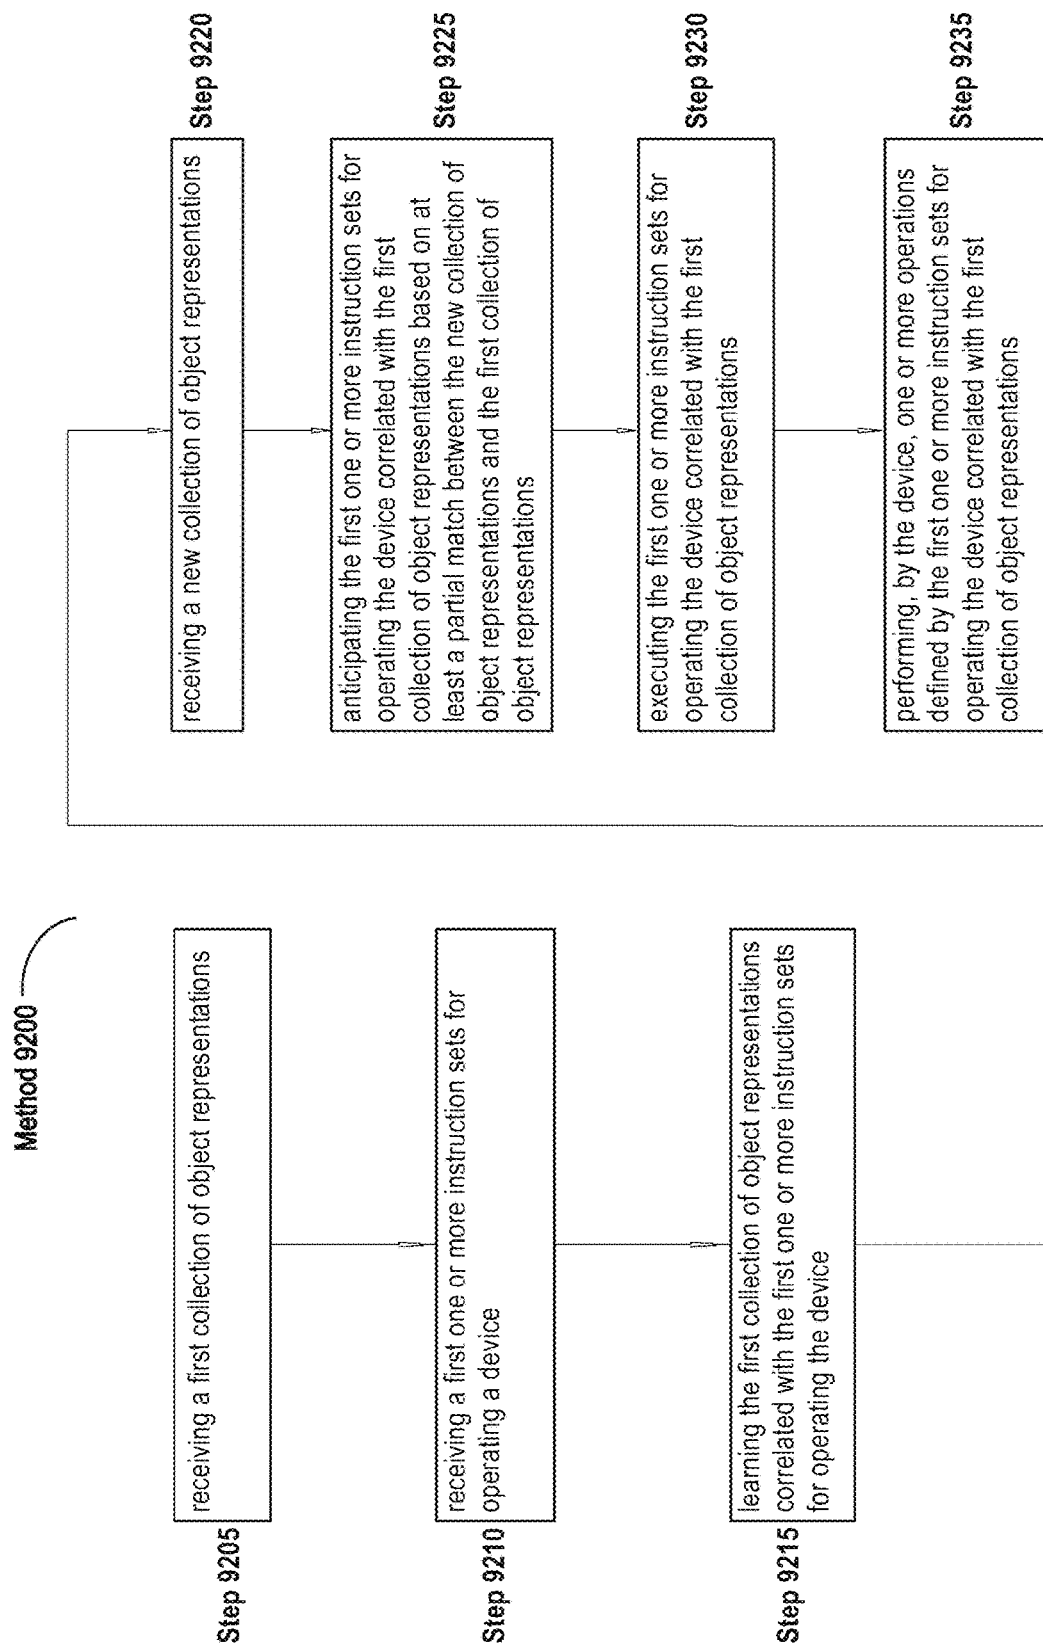 Method 9200
Step 9205
receiving a first collection of object representations
Step 9210
receiving a first one or more instruction sets for
operating a device
Step 9215
learning the first collection of object representations
correlated with the first one or more instruction sets
for operating the device
receiving a new collection of object representations
Step 9220
anticipating the first one or more instruction sets for
operating the device correlated with the first
collection of object representations based on at
least a partial match between the new collection of
object representations and the first collection of
object representations
Step 9225
executing the first one or more instruction sets for
operating the device correlated with the first
collection of object representations
Step 9230
performing, by the device, one or more operations
defined by the first one or more instruction sets for
operating the device correlated with the first
collection of object representations
Step 9235